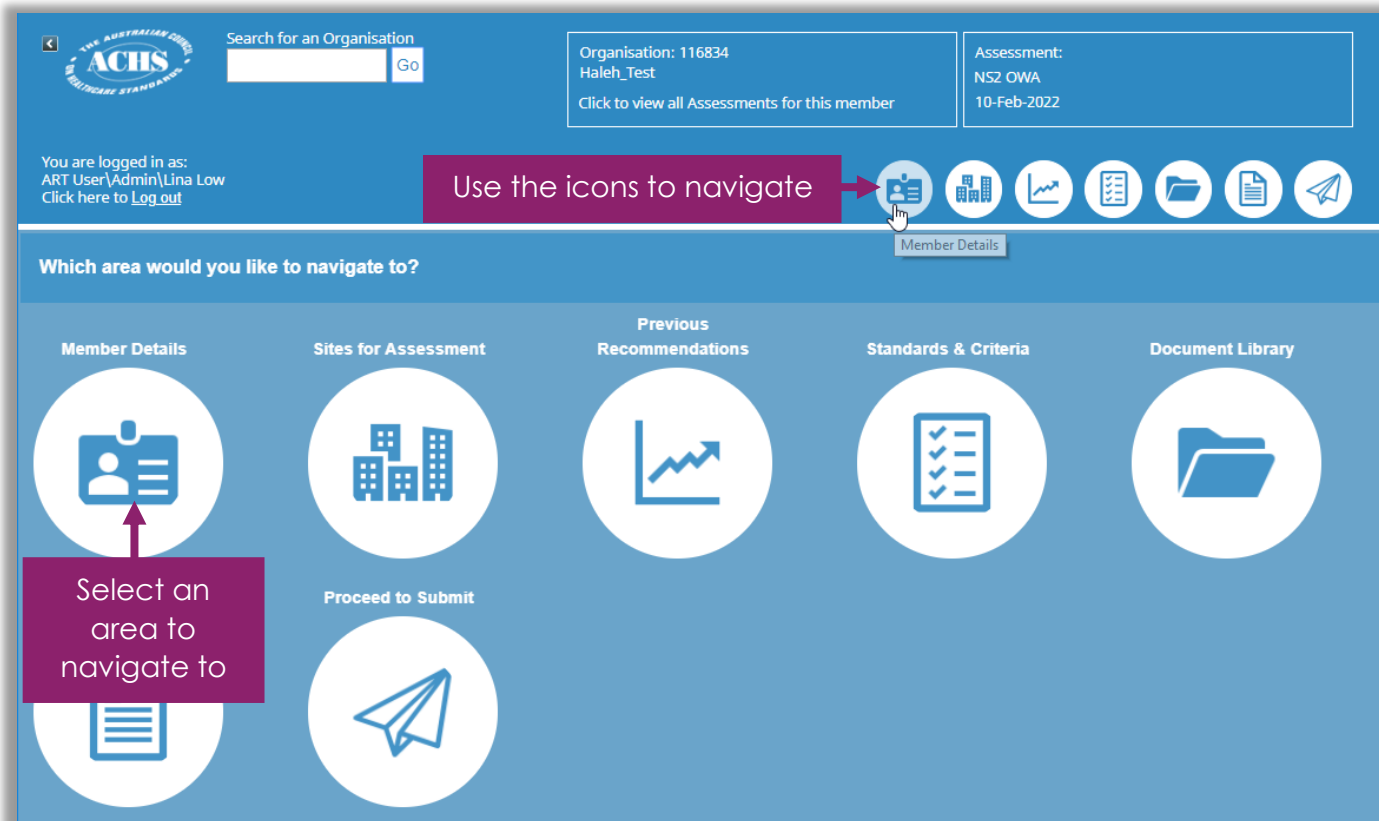 THE AUSTRALIAN COUNCIL
ACHS
ON HEALTHCARE STANDARDS
Search for an Organisation
Go
Organisation: 116834
Haleh_Test
Click to view all Assessments for this member
Assessment:
NS2 OWA
10-Feb-2022
You are logged in as:
ART User\Admin\Lina Low
Click here to Log out
Use the icons to navigate
Member Details
Which area would you like to navigate to?
Member Details
Sites for Assessment
Previous
Recommendations
Standards & Criteria
Document Library
Select an
area to
navigate to
Proceed to Submit